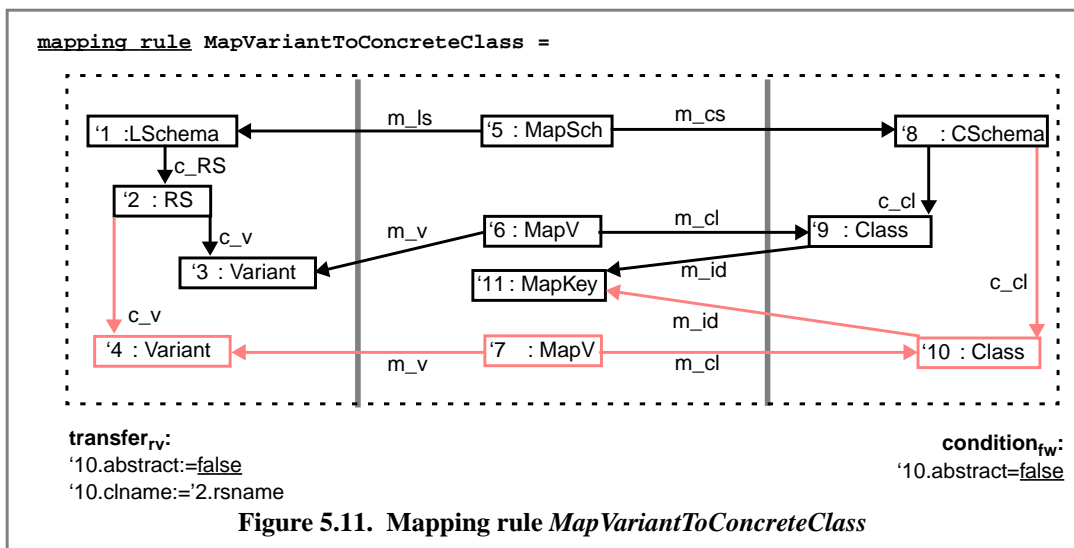 mapping rule MapVariantToConcreteClass =
m_ls
m_cs
‘1 :LSchema
‘5 : MapSch
‘8 : CSchema
c_RS
‘2 : RS
c_cl
m_v
‘6 : MapV
m_cl
‘9 : Class
c_v
‘3 : Variant
‘11 : MapKey
m_id
c_cl
c_v
m_id
‘4 : Variant
‘7 : MapV
‘10 : Class
m_v
m_cl
transferrv:
conditionfw:
‘10.abstract:=false
‘10.abstract=false
‘10.clname:=’2.rsname
Figure 5.11. Mapping rule MapVariantToConcreteClass